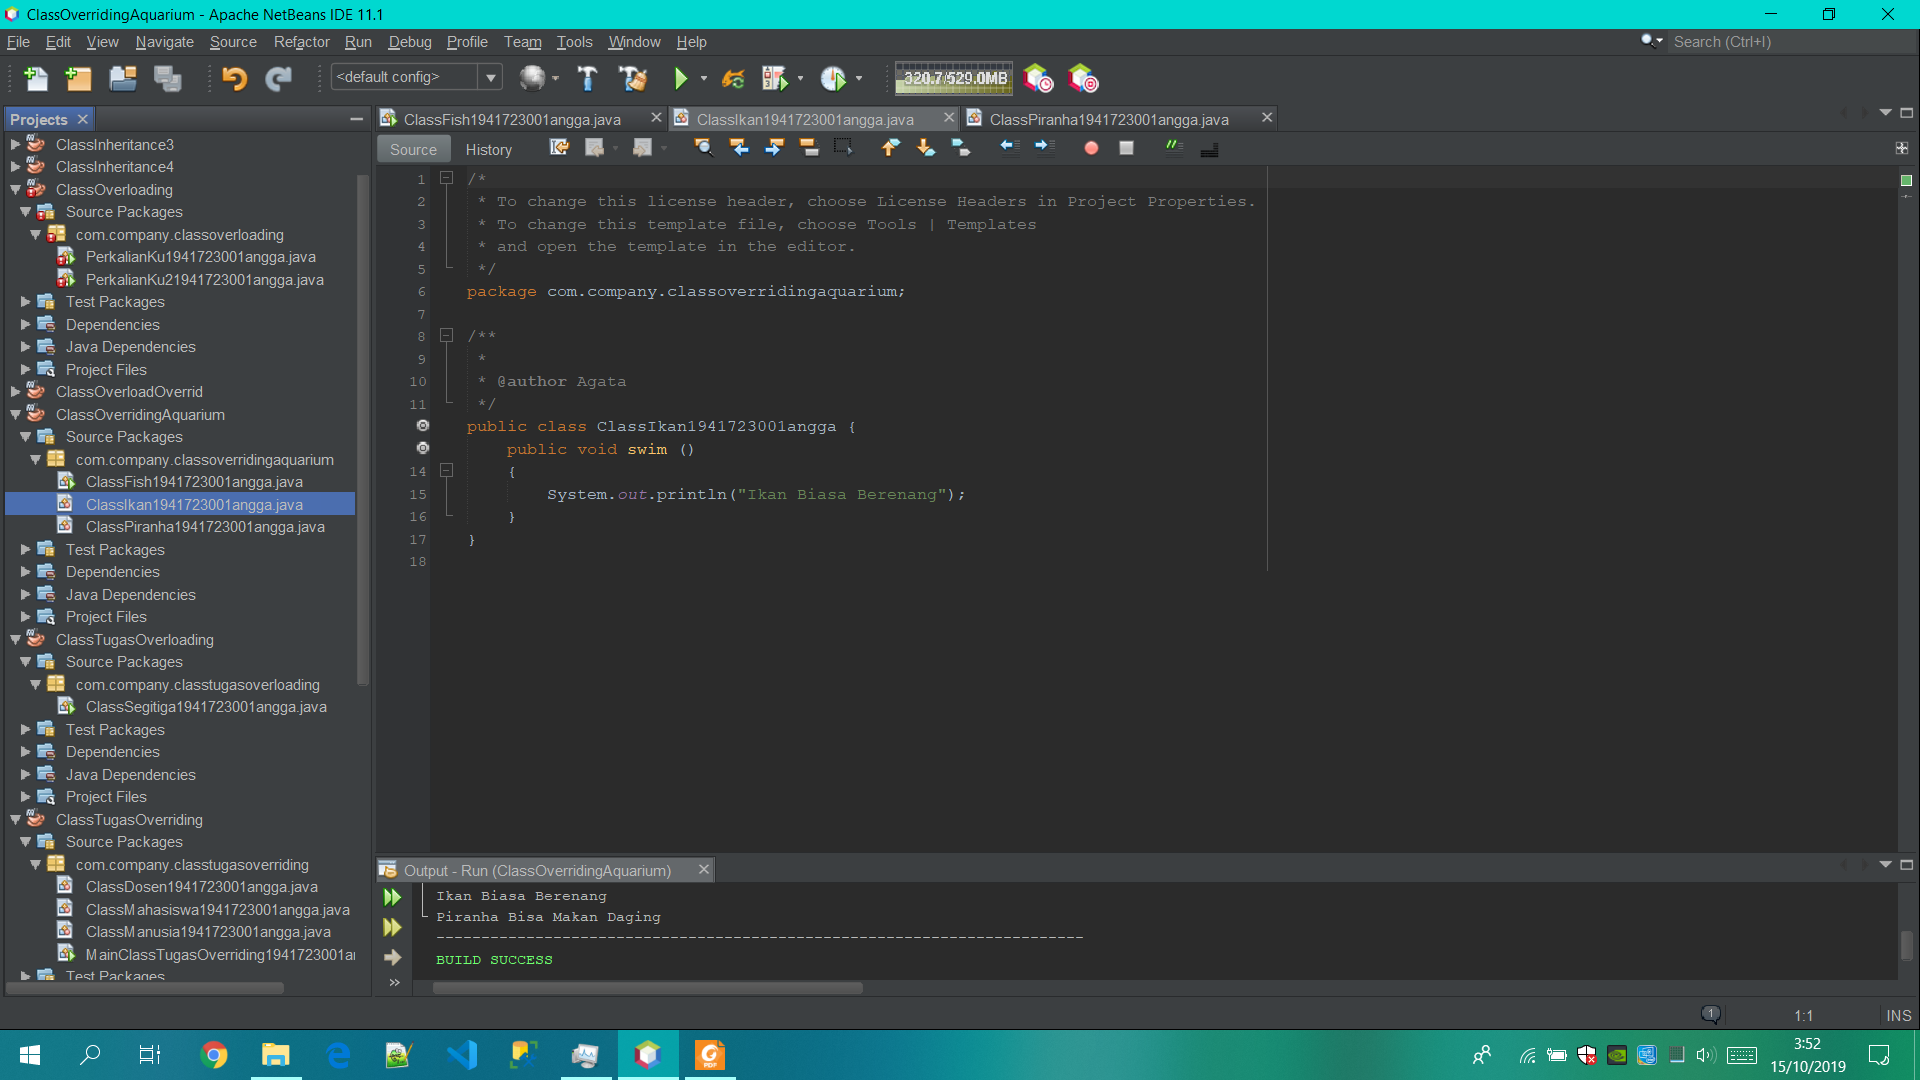 ClassOverridingAquarium - Apache NetBeans IDE 11.1
File Edit View Navigate Source Refactor Run Debug Profile Team Tools Window Help
Search (Ctrl+I)
<default config>
320.7/529.0MB
Projects
ClassInheritance3
ClassInheritance4
ClassOverloading
Source Packages
com.company.classoverloading
PerkalianKu1941723001angga.java
PerkalianKu21941723001angga.java
Test Packages
Dependencies
Java Dependencies
Project Files
ClassOverloadOverrid
ClassOverridingAquarium
Source Packages
com.company.classoverridingaquarium
ClassFish1941723001angga.java
ClassIkan1941723001angga.java
ClassPiranha1941723001angga.java
Test Packages
Dependencies
Java Dependencies
Project Files
ClassTugasOverloading
Source Packages
com.company.classtugasoverloading
ClassSegitiga1941723001angga.java
Test Packages
Dependencies
Java Dependencies
Project Files
ClassTugasOverriding
Source Packages
com.company.classtugasoverriding
ClassDosen1941723001angga.java
ClassMahasiswa1941723001angga.java
ClassManusia1941723001angga.java
MainClassTugasOverriding1941723001a
Test Packages
ClassFish1941723001angga.java ClassIkan1941723001angga.java ClassPiranha1941723001angga.java
Source History
1 /*
2 * To change this license header, choose License Headers in Project Properties.
3 * To change this template file, choose Tools | Templates
4 * and open the template in the editor.
5 */
6 package com.company.classoverridingaquarium;
7
8 /**
9 *
10 * @author Agata
11 */
public class ClassIkan1941723001angga {
public void swim ()
14 {
15 System.out.println("Ikan Biasa Berenang");
16 }
17 }
18
Output - Run (ClassOverridingAquarium)
Ikan Biasa Berenang
Piranha Bisa Makan Daging
------------------------------------------------------------------------
BUILD SUCCESS
1
1:1
INS
3:52
15/10/2019